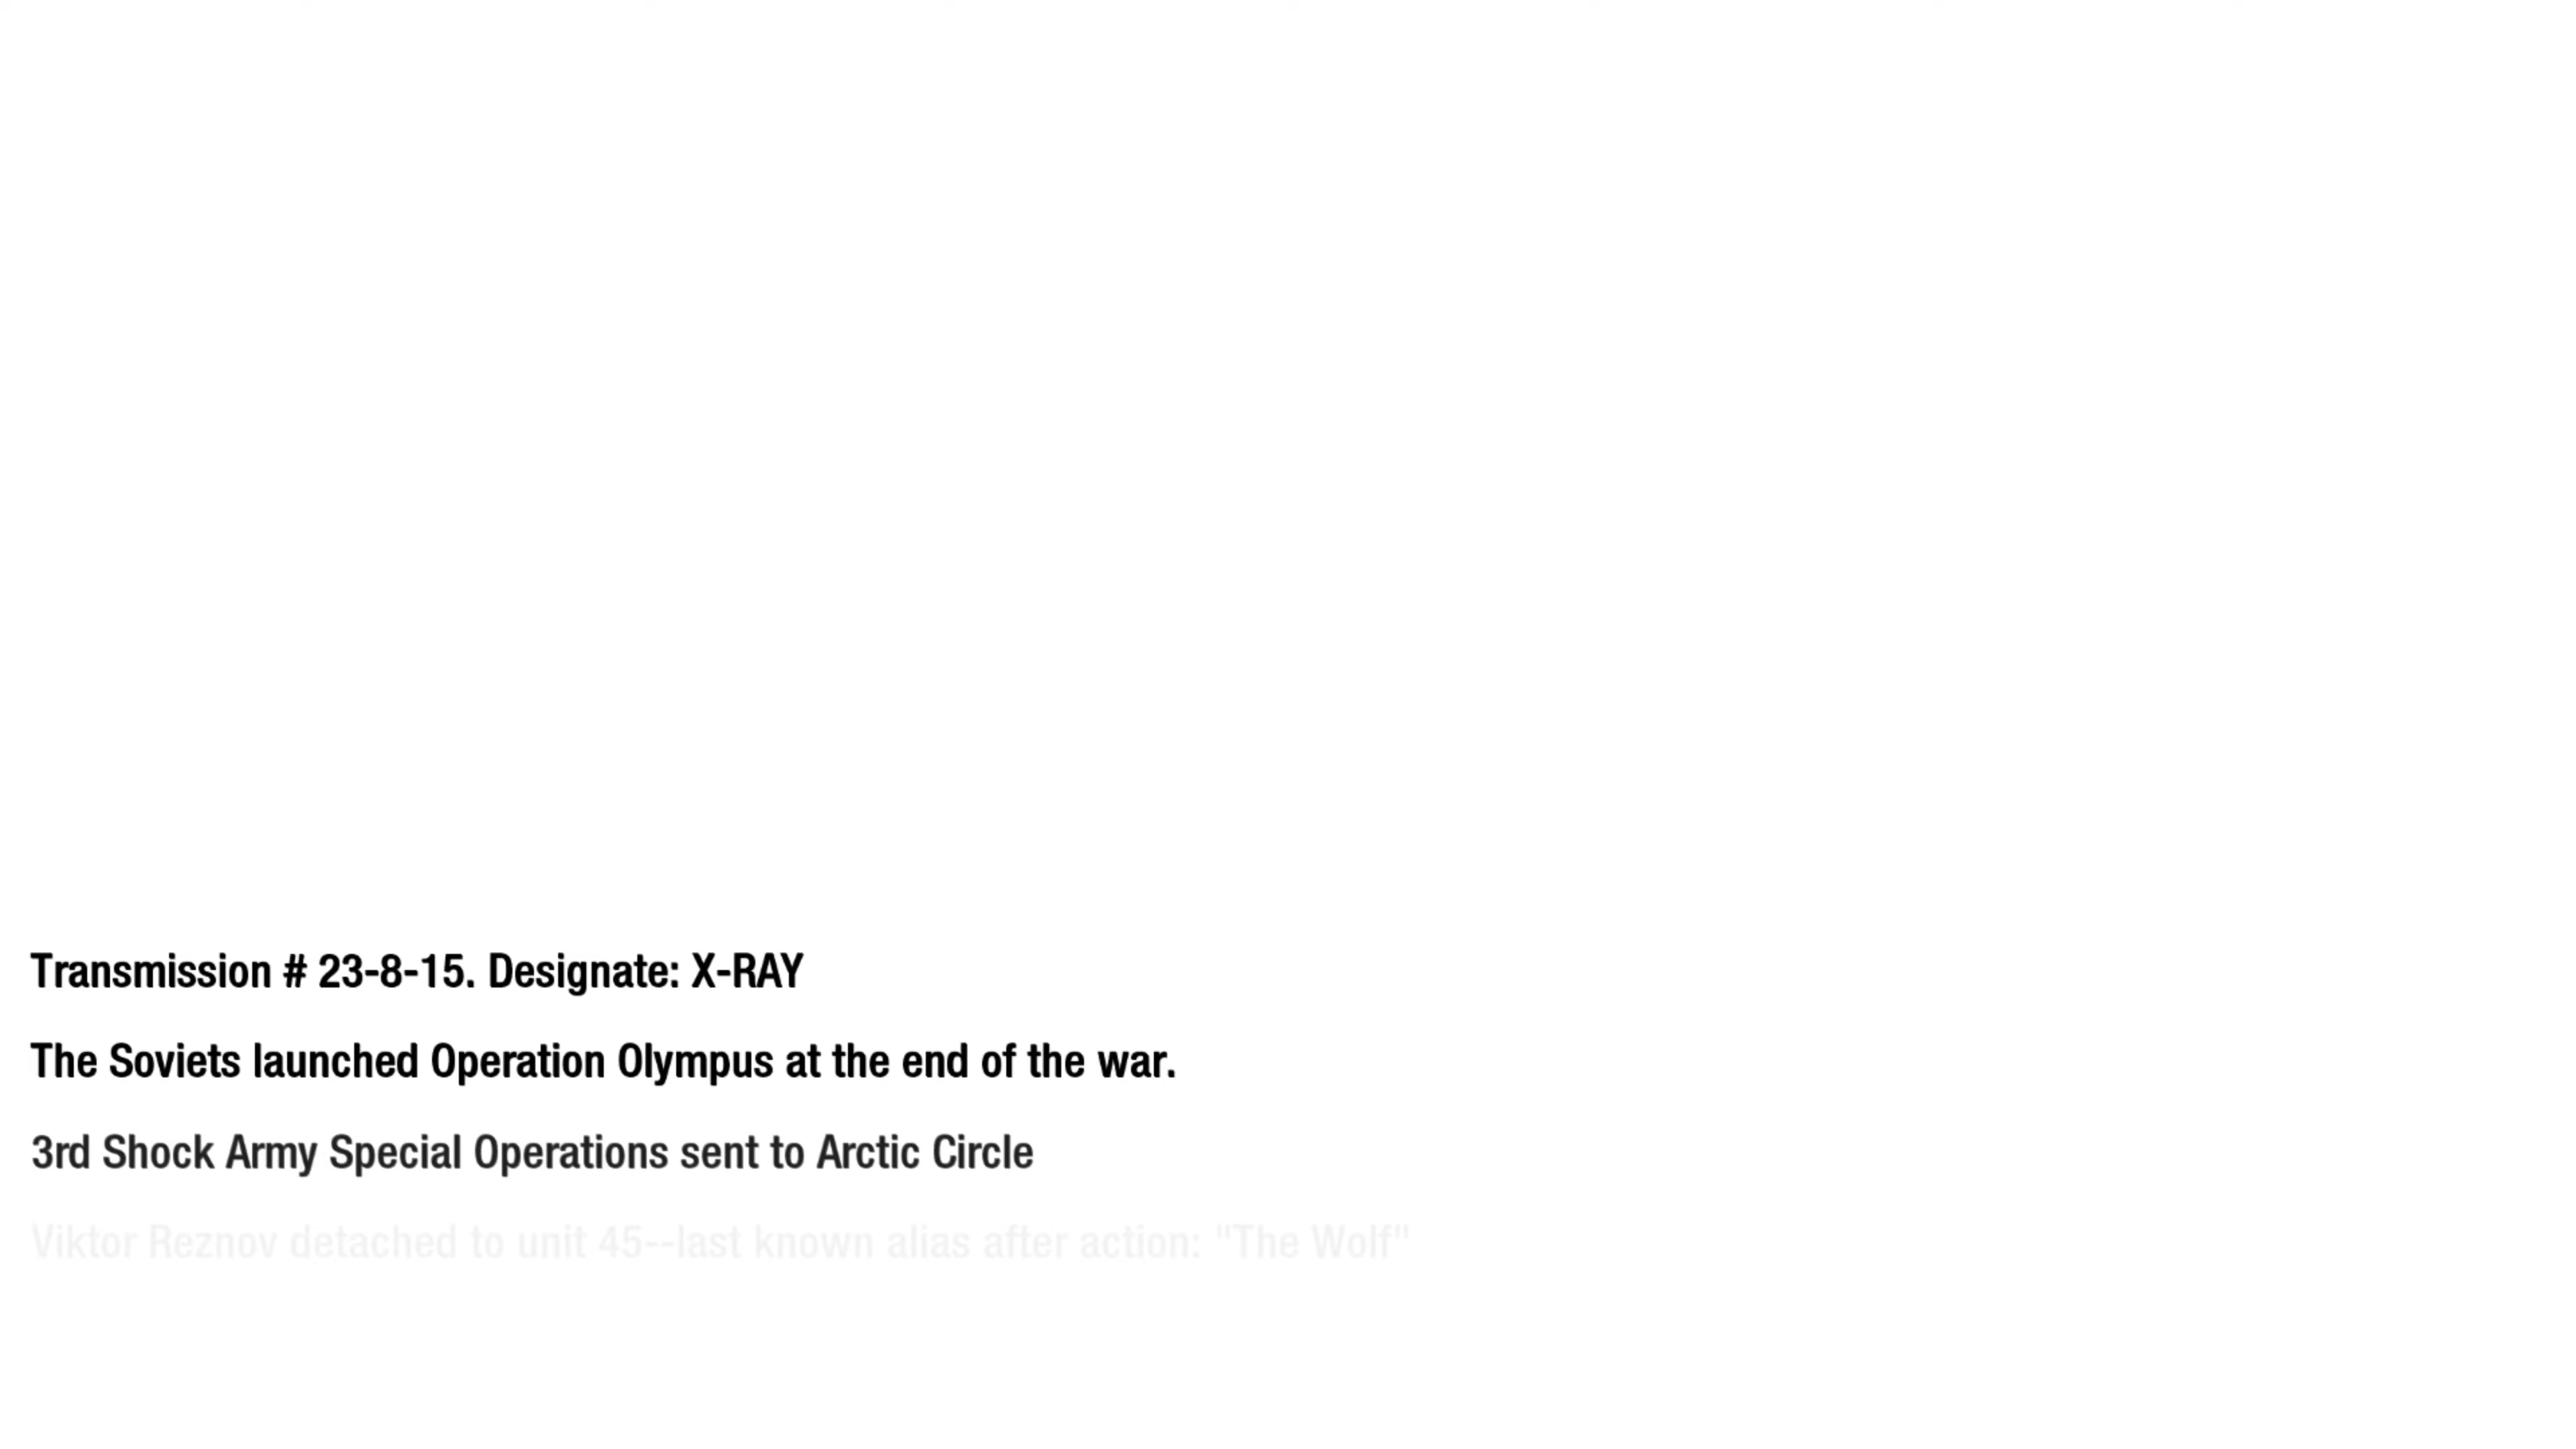 Transmission # 23-8-15. Designate: X-RAY
The Soviets launched Operation Olympus at the end of the war.
3rd Shock Army Special Operations sent to Arctic Circle
Viktor Reznov detached to unit 45--last known alias after action: "The Wolf"